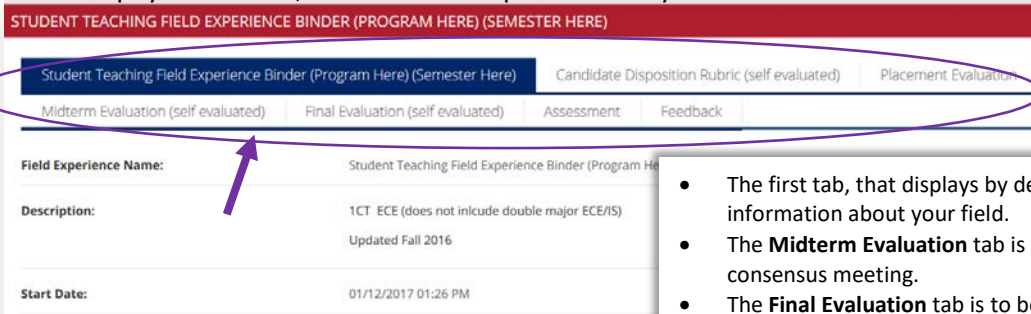 STUDENT TEACHING FIELD EXPERIENCE BINDER (PROGRAM HERE) (SEMESTER HERE)
Student Teaching Field Experience Binder (Program Here) (Semester Here) Candidate Disposition Rubric (self evaluated) Placement Evaluation
Midterm Evaluation (self evaluated) Final Evaluation (self evaluated) Assessment Feedback
Field Experience Name: Student Teaching Field Experience Binder (Program He
Description: 1CT ECE (does not inlcude double major ECE/IS)
Updated Fall 2016
Start Date: 01/12/2017 01:26 PM
• The first tab, that displays by de
information about your field.
• The Midterm Evaluation tab is
consensus meeting.
• The Final Evaluation tab is to be